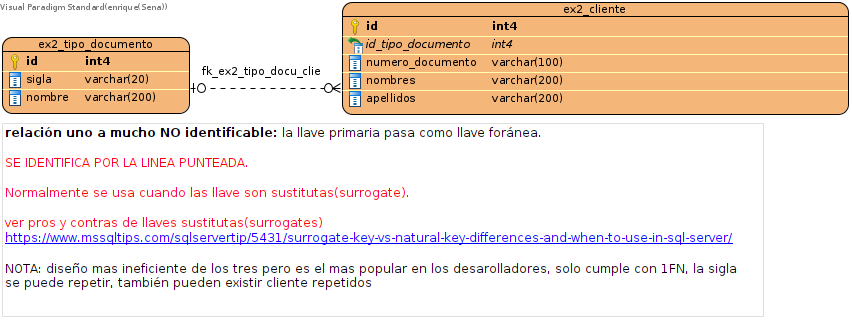 Visual Paradigm Standard(enrique(Sena))
ex2_cliente
id int4
id_tipo_documento int4
numero_documento varchar(100)
nombres varchar(200)
apellidos varchar(200)
ex2_tipo_documento
id int4
sigla varchar(20)
nombre varchar(200)
fk_ex2_tipo_docu_clie
relación uno a mucho NO identificable: la llave primaria pasa como llave foránea.
SE IDENTIFICA POR LA LINEA PUNTEADA.
Normalmente se usa cuando las llave son sustitutas(surrogate).
ver pros y contras de llaves sustitutas(surrogates)
https://www.mssqltips.com/sqlservertip/5431/surrogate-key-vs-natural-key-differences-and-when-to-use-in-sql-server/
NOTA: diseño mas ineficiente de los tres pero es el mas popular en los desarolladores, solo cumple con 1FN, la sigla
se puede repetir, también pueden existir cliente repetidos